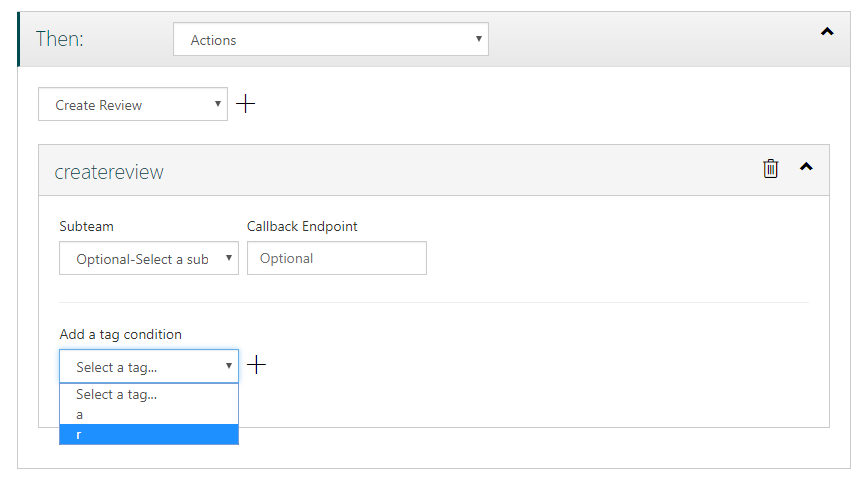 Then:
Actions
Create Review
createreview
Subteam
Callback Endpoint
Optional-Select a sub
Optional
Add a tag condition
Select a tag...
Select a tag...
a
r